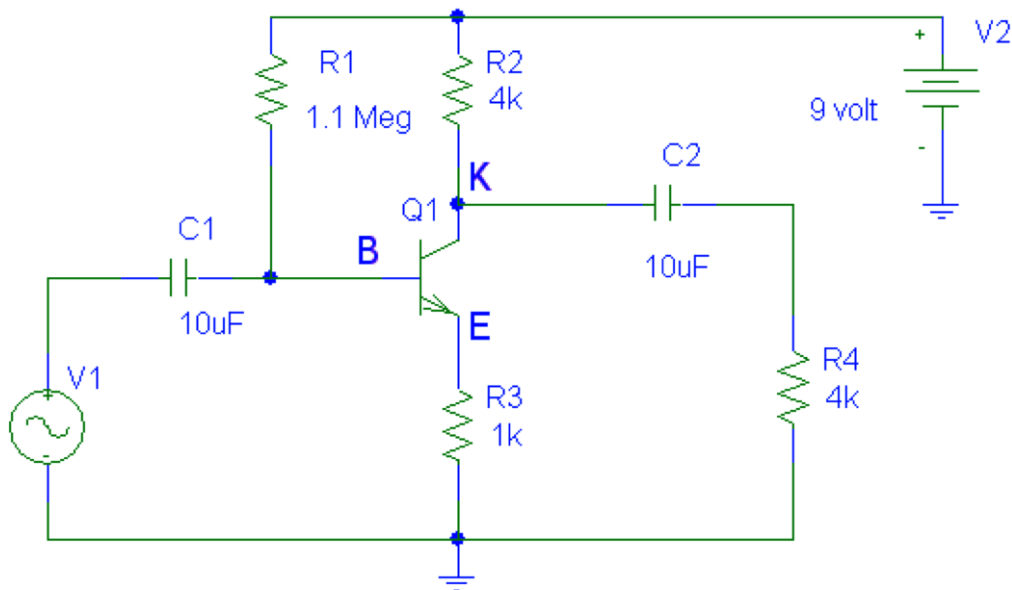 R1
1.1 Meg
R2
4k
+
V2
9 volt
-
C2
10uF
K
Q1
B
E
C1
10uF
V1
+
-
R3
1k
R4
4k